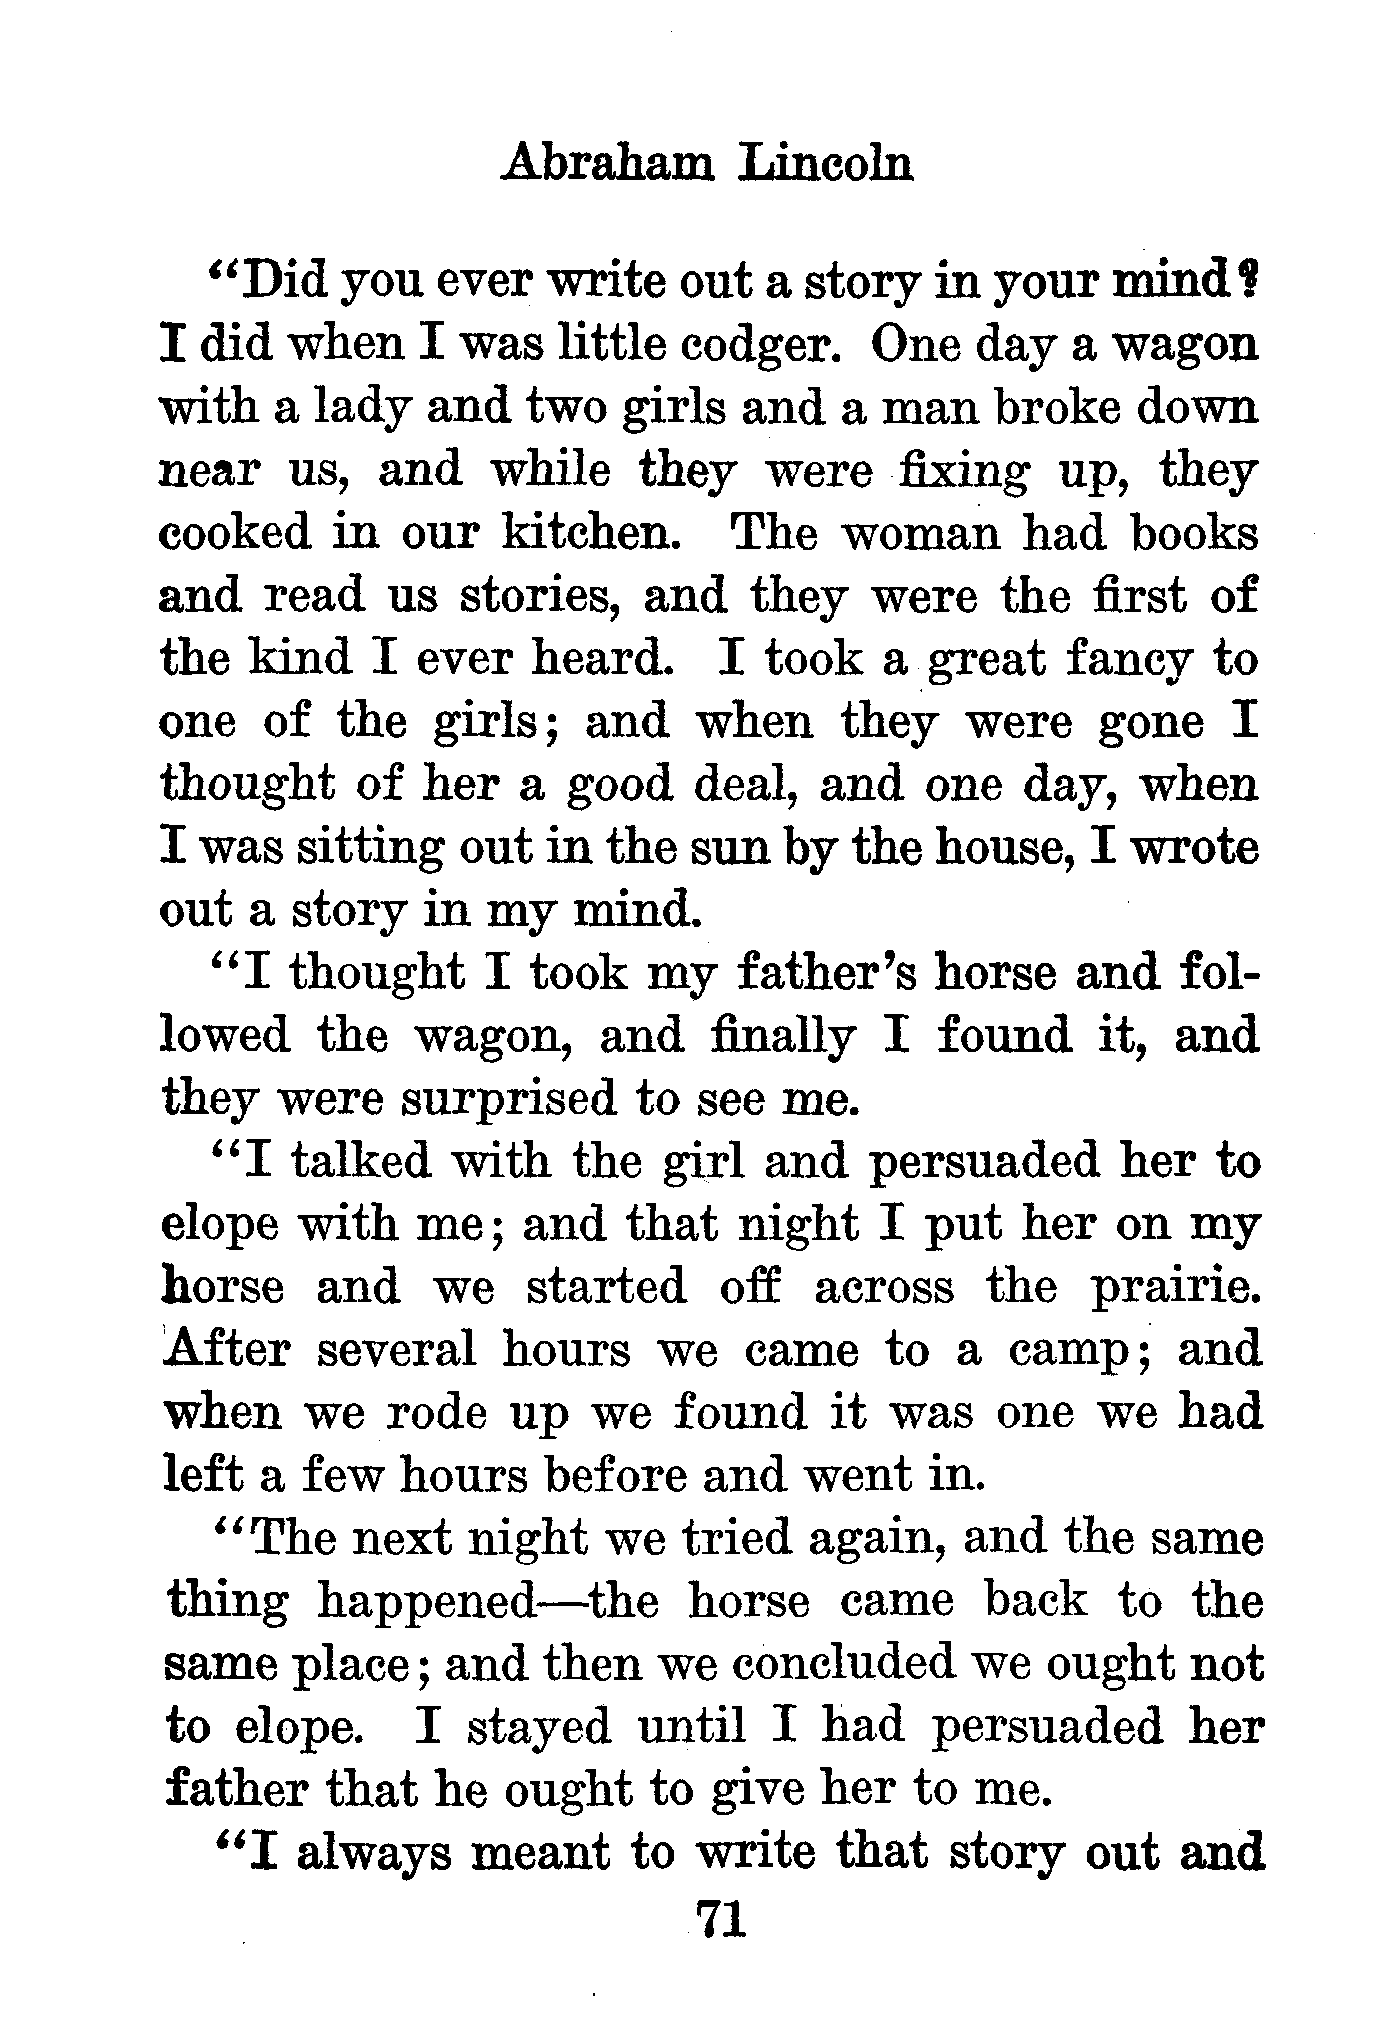 Abraham Lincoln
"Did you ever write out a story in your mind?
I did when I was little codger. One day a wagon
with a lady and two girls and a man broke down
near us, and while they were fixing up, they
cooked in our kitchen. The woman had books
and read us stories, and they were the first of
the kind I ever heard. I took a great fancy to
one of the girls; and when they were gone I
thought of her a good deal, and one day, when
I was sitting out in the sun by the house, I wrote
out a story in my mind.
"I thought I took my father's horse and fol-
lowed the wagon, and finally I found it, and
they were surprised to see me.
"I talked with the girl and persuaded her to
elope with me; and that night I put her on my
horse and we started off across the prairie.
After several hours we came to a camp; and
when we rode up we found it was one we had
left a few hours before and went in.
"The next night we tried again, and the same
thing happened—the horse came back to the
same place; and then we concluded we ought not
to elope. I stayed until I had persuaded her
father that he ought to give her to me.
"I always meant to write that story out and
71